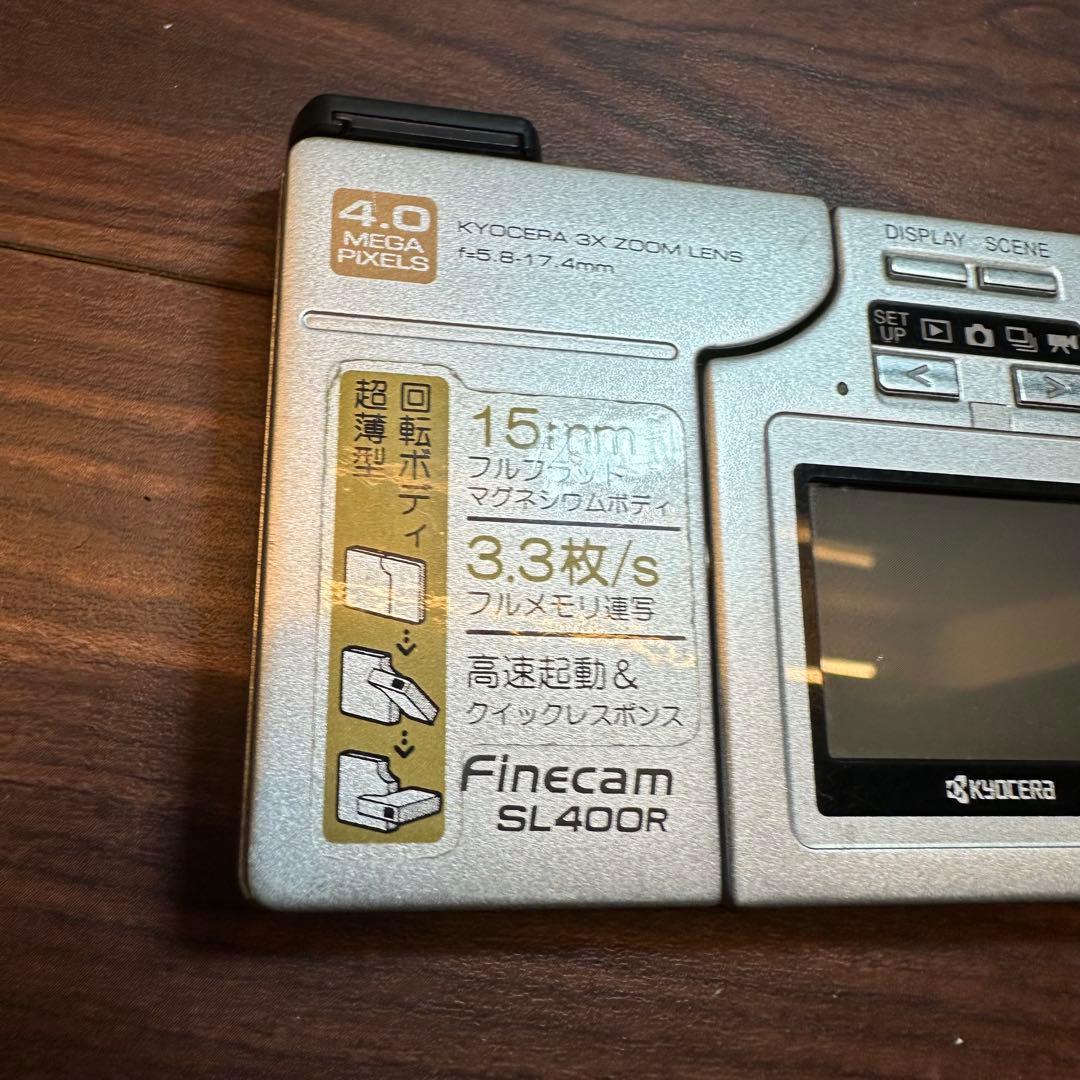 4.0
MEGA
PIXELS
KYOCERA 3X ZOOM LENS
f=5.8-17.4mm
DISPLAY SCENE
SET
UP
回転ボディ
超薄型
フルフラット
マグネシウムボディ
3.3枚/s
フルメモリ連写
高速起動&
クイックレスポンス
Finecam
SL400R
KYOCERA